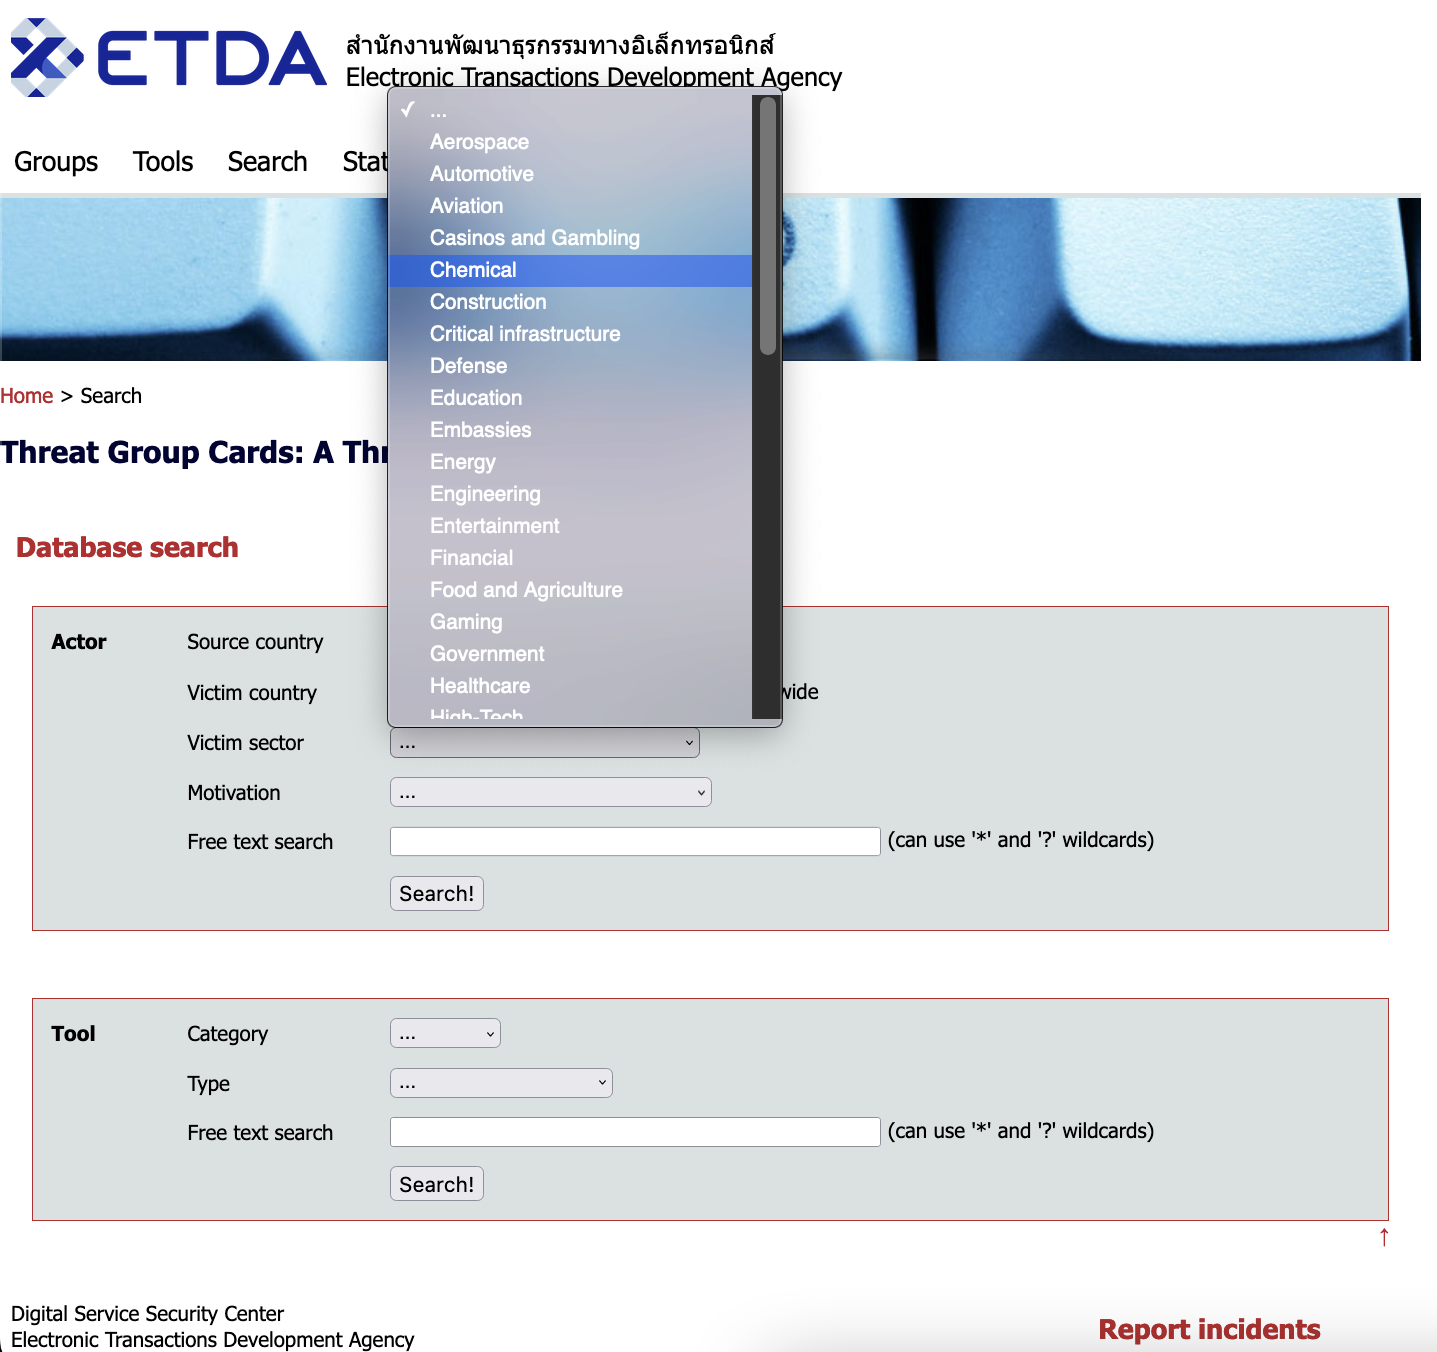 ETDA
สำนักงานพัฒนาธุรกรรมทางอิเล็กทรอนิกส์
Electronic Transactions Development Agency
Groups Tools Search Stat
✓ ...
Aerospace
Automotive
Aviation
Casinos and Gambling
Chemical
Construction
Critical infrastructure
Defense
Education
Embassies
Energy
Engineering
Entertainment
Financial
Food and Agriculture
Gaming
Government
Healthcare
High-Tech
Home > Search
Threat Group Cards: A Thr
Database search
Actor Source country
Victim country wide
Victim sector ...
Motivation ...
Free text search (can use '*' and '?' wildcards)
Search!
Tool Category ...
Type ...
Free text search (can use '*' and '?' wildcards)
Search!
↑
Digital Service Security Center
Electronic Transactions Development Agency
Report incidents